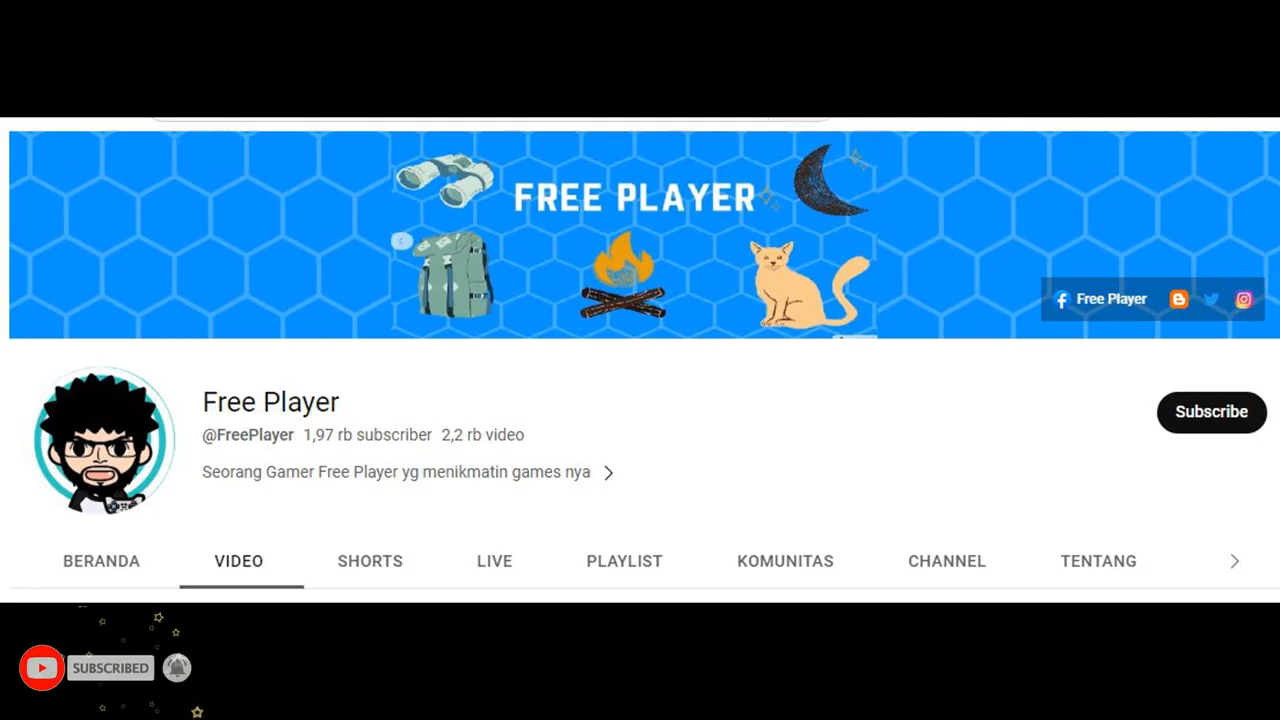 FREE PLAYER
Free Player
Free Player
@FreePlayer 1,97 rb subscriber 2,2 rb video
Subscribe
Seorang Gamer Free Player yg menikmatin games nya
BERANDA VIDEO SHORTS LIVE PLAYLIST KOMUNITAS CHANNEL TENTANG
SUBSCRIBED